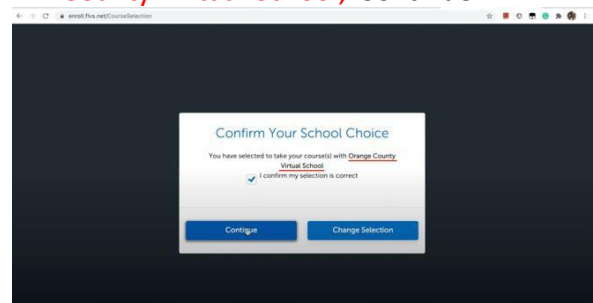 enroll.flvs.net/CourseSelection
Confirm Your School Choice
You have selected to take your course(s) with Orange County
Virtual School
I confirm my selection is correct
Continue
Change Selection